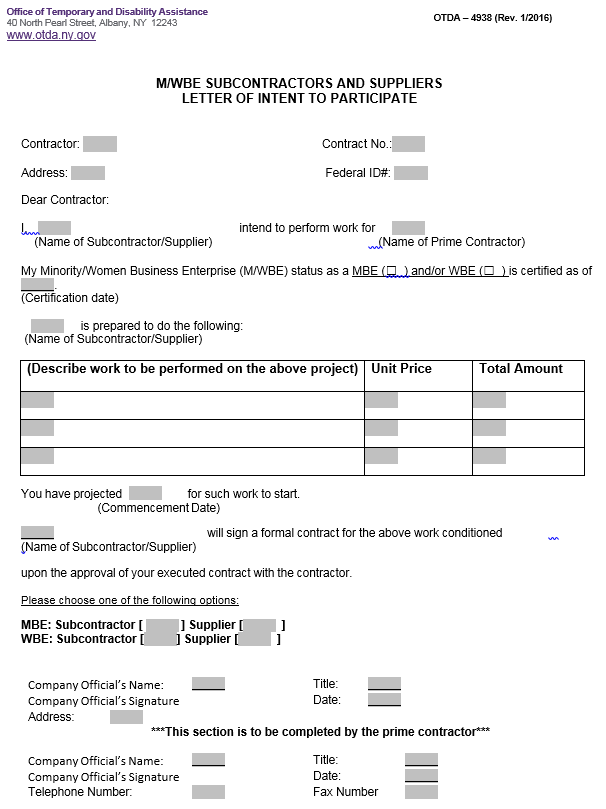 Office of Temporary and Disability Assistance
OTDA – 4938 (Rev. 1/2016)
40 North Pearl Street, Albany, NY 12243
www.otda.ny.gov
M/WBE SUBCONTRACTORS AND SUPPLIERS
LETTER OF INTENT TO PARTICIPATE
Contractor: Contract No.:
Address: Federal ID#:
Dear Contractor:
I, intend to perform work for
(Name of Subcontractor/Supplier) (Name of Prime Contractor)
My Minority/Women Business Enterprise (M/WBE) status as a MBE (☐ ) and/or WBE (☐ ) is certified as of
.
(Certification date)
is prepared to do the following:
(Name of Subcontractor/Supplier)
(Describe work to be performed on the above project) Unit Price Total Amount
You have projected for such work to start.
(Commencement Date)
will sign a formal contract for the above work conditioned
(Name of Subcontractor/Supplier)
upon the approval of your executed contract with the contractor.
Please choose one of the following options:
MBE: Subcontractor [ ] Supplier [ ]
WBE: Subcontractor [ ] Supplier [ ]
Company Official's Name: Title:
Company Official's Signature Date:
Address:
***This section is to be completed by the prime contractor***
Company Official's Name: Title:
Company Official's Signature Date:
Telephone Number: Fax Number